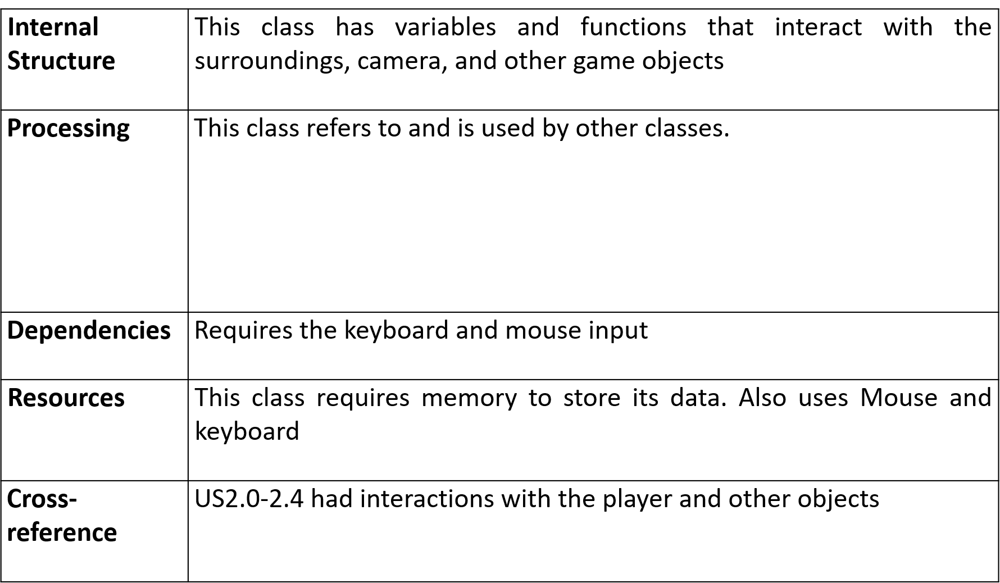 Internal
Structure
This class has variables and functions that interact with the
surroundings, camera, and other game objects
Processing
This class refers to and is used by other classes.
Dependencies
Requires the keyboard and mouse input
Resources
This class requires memory to store its data. Also uses Mouse and
keyboard
Cross-
reference
US2.0-2.4 had interactions with the player and other objects